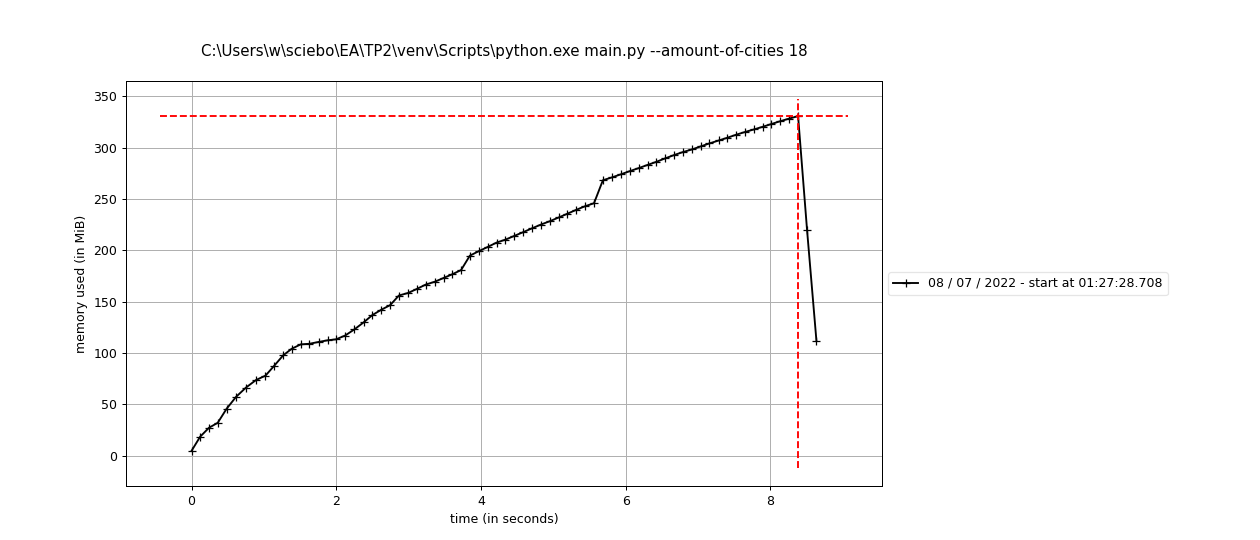 C:\Users\w\sciebo\EA\TP2\venv\Scripts\python.exe main.py --amount-of-cities 18
350
300
250
200
150
100
50
0
memory used (in MiB)
0 2 4 6 8
time (in seconds)
08 / 07 / 2022 - start at 01:27:28.708